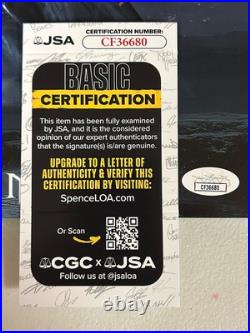 JSA
CERTIFICATION NUMBER:
CF36680
BASIC
CERTIFICATION
This item has been fully examined
by JSA, and it is the considered
opinion of our expert authenticators
that the signature(s) is/are genuine.
UPGRADE TO A LETTER OF
AUTHENTICITY & VERIFY THIS
CERTIFICATION BY VISITING:
SpenceLOA.com
Or Scan
CGC x JSA
Follow us at @jsaloa
CF36680